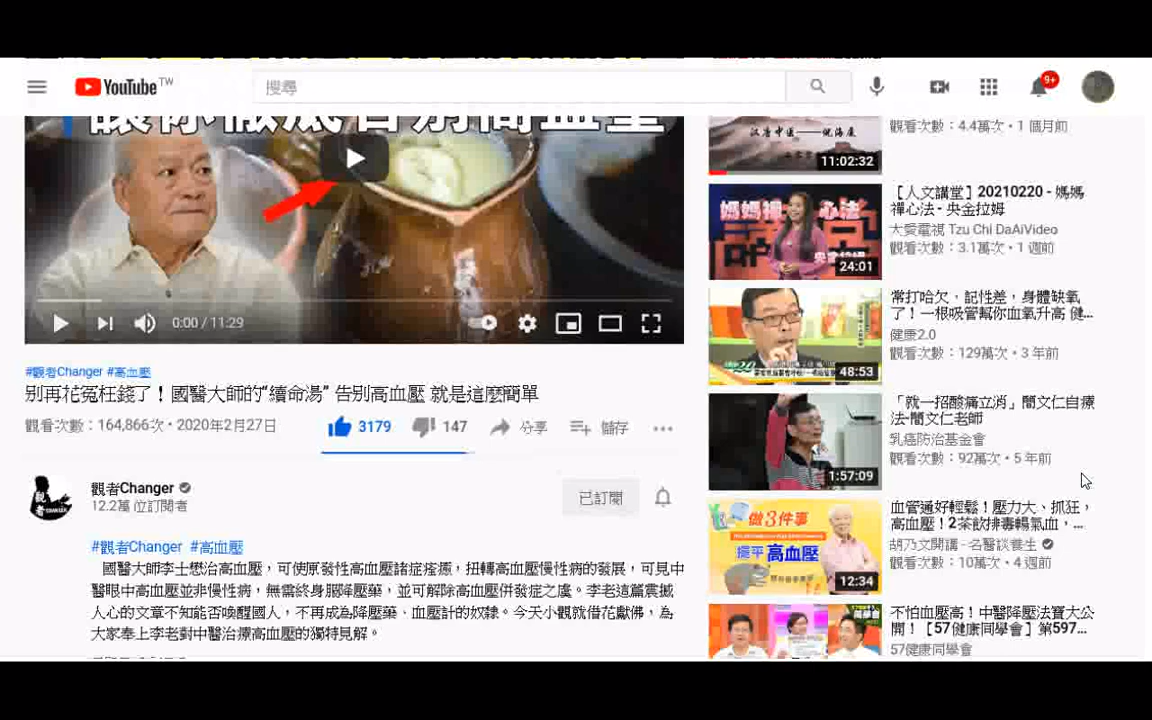 YouTube TW
搜尋
9+
0:00 / 11:29
#觀者Changer #高血壓
別再花冤枉錢了！國醫大師的“續命湯” 告別高血壓 就是這麼簡單
觀看次數：164,866次・2020年2月27日
3179
147
分享
儲存
觀者Changer
12.2萬 位訂閱者
已訂閱
#觀者Changer #高血壓
國醫大師李士懋治高血壓，可使原發性高血壓諸症痊癒，扭轉高血壓慢性病的發展，可見中
醫眼中高血壓並非慢性病，無需終身服降壓藥，並可解除高血壓併發症之虞。李老這篇震撼
人心的文章不知能否喚醒國人，不再成為降壓藥、血壓計的奴隸。今天小觀就借花獻佛，為
大家奉上李老對中醫治療高血壓的獨特見解。
汉唐中医——倪海厦
11:02:32
觀看次數：4.4萬次・1 個月前
媽媽禪 心法
24:01
【人文講堂】20210220 - 媽媽
禪心法 - 央金拉姆
大愛電視 Tzu Chi DaAiVideo
觀看次數：3.1萬次・1 週前
48:53
常打哈欠，記性差，身體缺氧
了！一根吸管幫你血氧升高 健...
健康2.0
觀看次數：129萬次・3 年前
1:57:09
「就一招酸痛立消」簡文仁自療
法-簡文仁老師
乳癌防治基金會
觀看次數：92萬次・5 年前
做3件事
擺平 高血壓
12:34
血管通好輕鬆！壓力大、抓狂，
高血壓！2茶飲排毒暢氣血，...
胡乃文開講 - 名醫談養生
觀看次數：10萬次・4 週前
不怕血壓高！中醫降壓法寶大公
開！【57健康同學會】第597...
57健康同學會